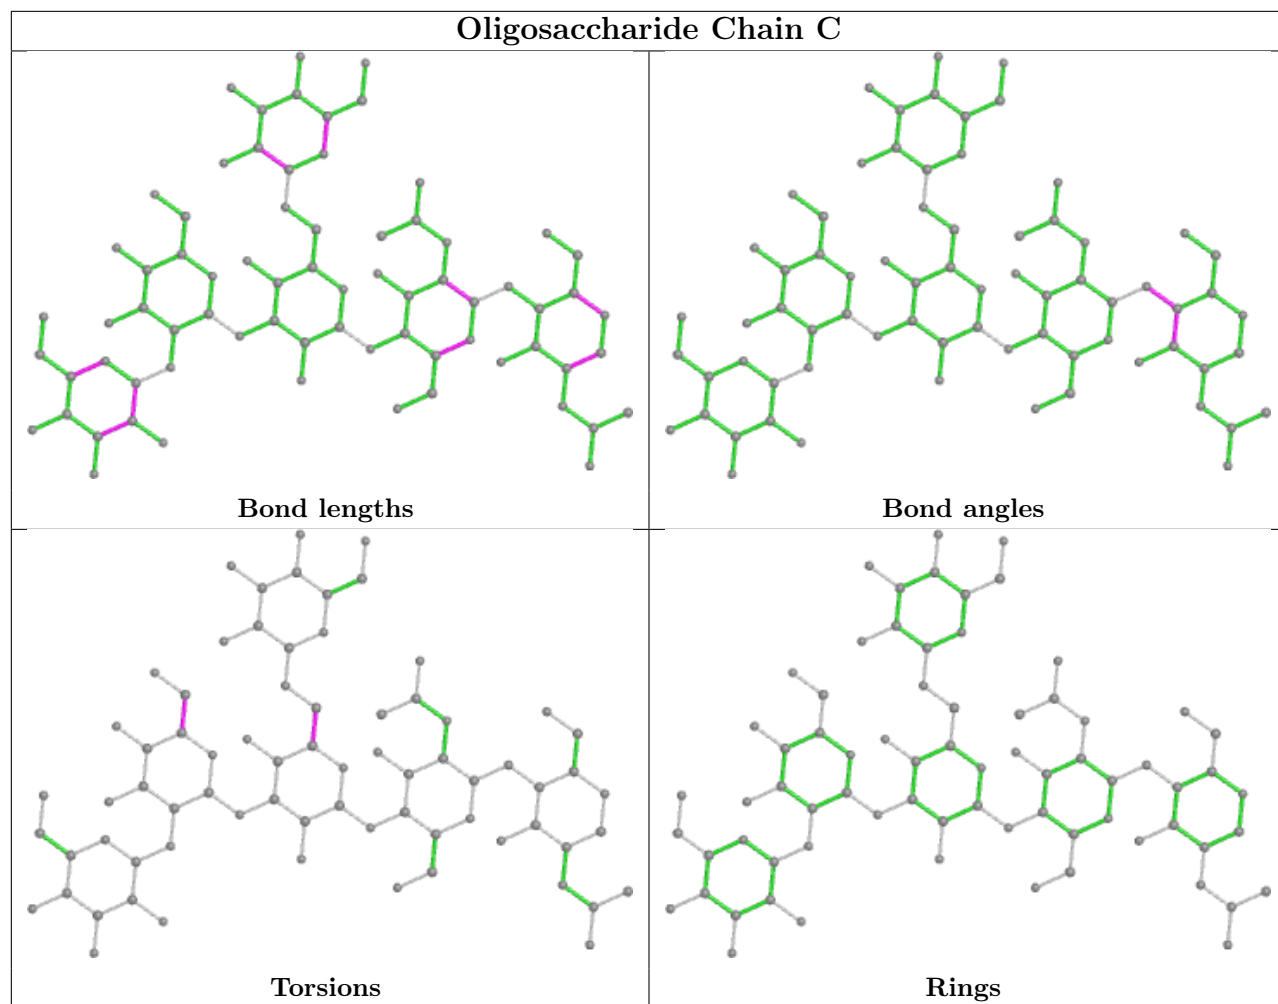 Oligosaccharide Chain C
Bond lengths
Bond angles
Torsions
Rings